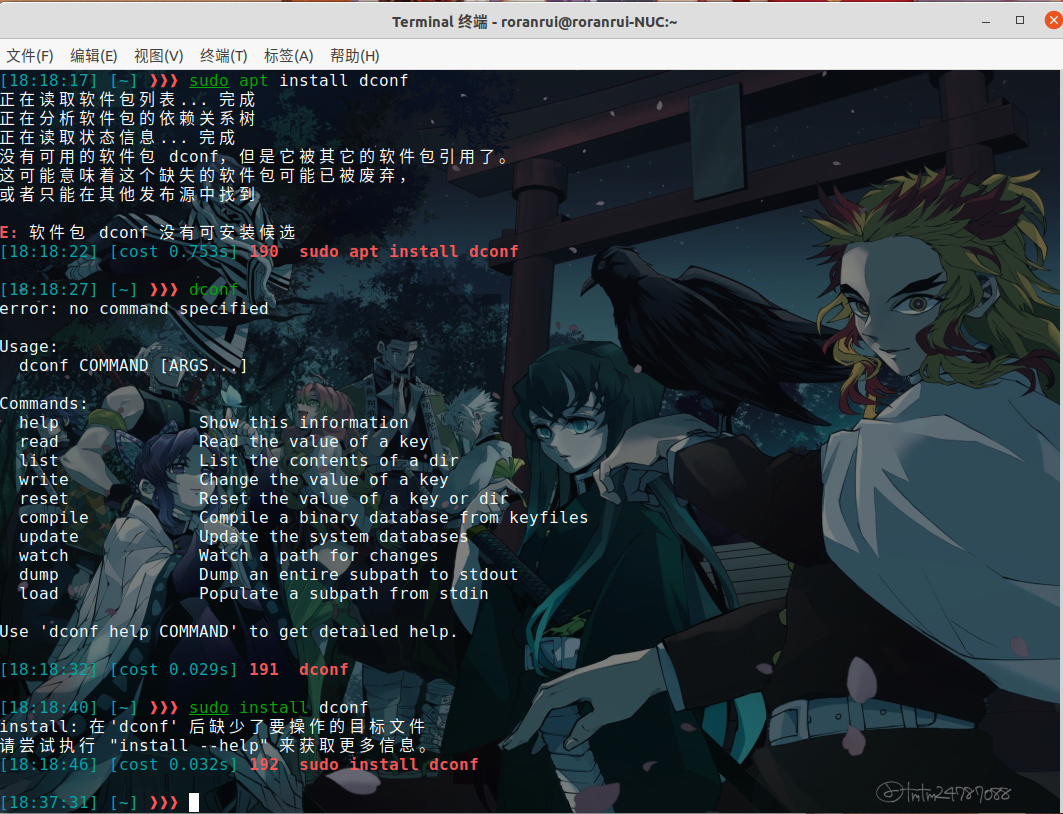 Terminal 终端 - roranrui@roranrui-NUC:~
文件(F) 编辑(E) 视图(V) 终端(T) 标签(A) 帮助(H)
[18:18:17] [~] ❯❯❯ sudo apt install dconf
正在读取软件包列表... 完成
正在分析软件包的依赖关系树
正在读取状态信息... 完成
没有可用的软件包 dconf，但是它被其它的软件包引用了。
这可能意味着这个缺失的软件包可能已被废弃，
或者只能在其他发布源中找到
E: 软件包 dconf 没有可安装候选
[18:18:22] [cost 0.753s] 190  sudo apt install dconf
[18:18:27] [~] ❯❯❯ dconf
error: no command specified
Usage:
  dconf COMMAND [ARGS...]
Commands:
  help              Show this information
  read              Read the value of a key
  list              List the contents of a dir
  write             Change the value of a key
  reset             Reset the value of a key or dir
  compile           Compile a binary database from keyfiles
  update            Update the system databases
  watch             Watch a path for changes
  dump              Dump an entire subpath to stdout
  load              Populate a subpath from stdin
Use 'dconf help COMMAND' to get detailed help.
[18:18:32] [cost 0.029s] 191  dconf
[18:18:40] [~] ❯❯❯ sudo install dconf
install: 在'dconf' 后缺少了要操作的目标文件
请尝试执行 "install --help" 来获取更多信息。
[18:18:46] [cost 0.032s] 192  sudo install dconf
[18:37:31] [~] ❯❯❯